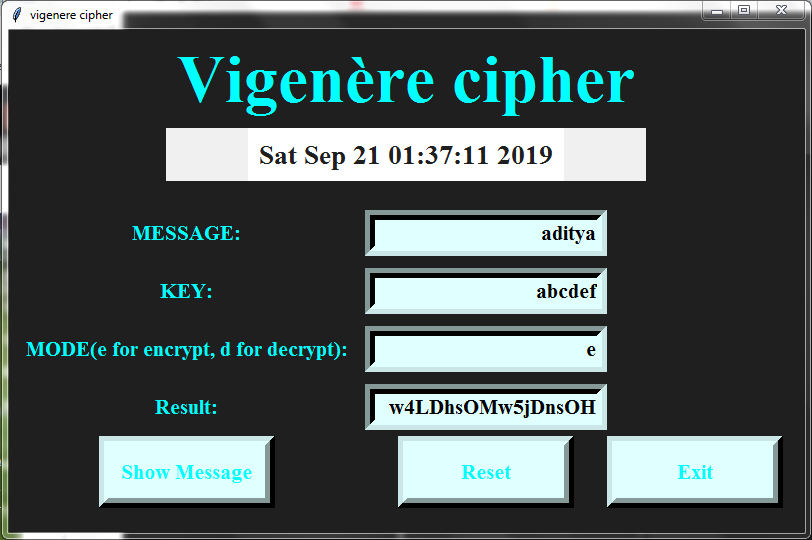 vigenere cipher
Vigenère cipher
Sat Sep 21 01:37:11 2019
MESSAGE: aditya
KEY: abcdef
MODE(e for encrypt, d for decrypt): e
Result: w4LDhsOMw5jDnsOH
Show Message Reset Exit